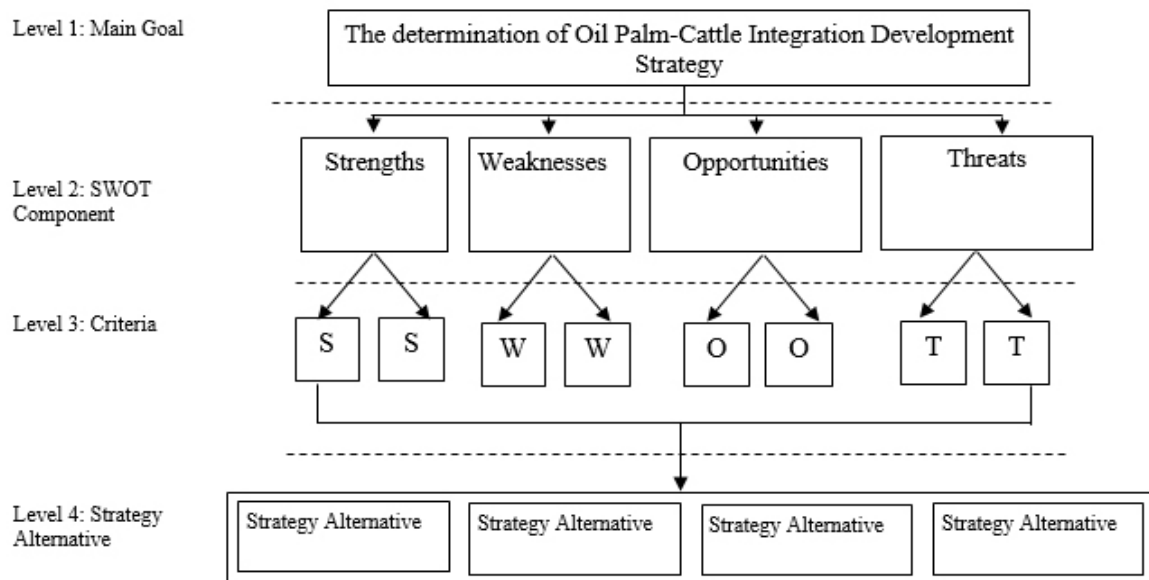 Level 1: Main Goal
The determination of Oil Palm-Cattle Integration Development
Strategy
Strengths
Weaknesses
Opportunities
Threats
Level 2: SWOT
Component
Level 3: Criteria
S
S
W
W
O
O
T
T
Level 4: Strategy
Alternative
Strategy Alternative
Strategy Alternative
Strategy Alternative
Strategy Alternative